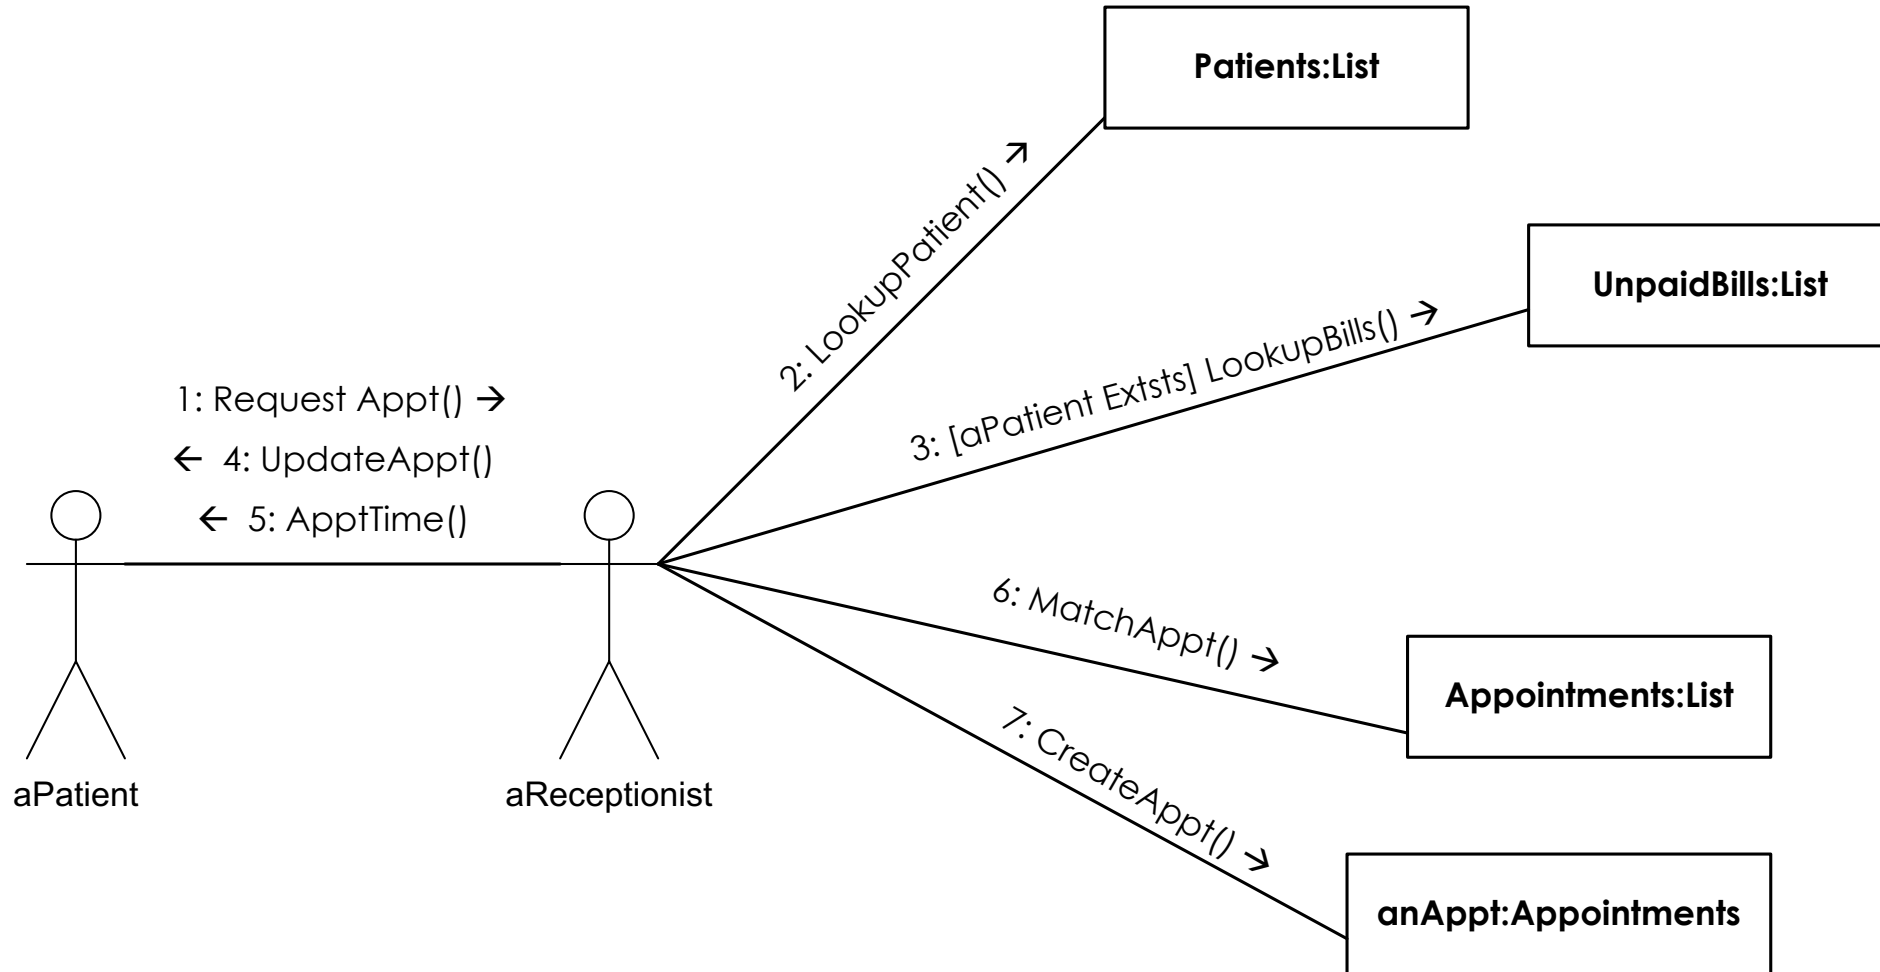 Patients:List
2: LookupPatient() →
UnpaidBills:List
3: [aPatient Extsts] LookupBills() →
1: Request Appt() →
← 4: UpdateAppt()
← 5: ApptTime()
6: MatchAppt() →
Appointments:List
7: CreateAppt() →
aPatient
aReceptionist
anAppt:Appointments